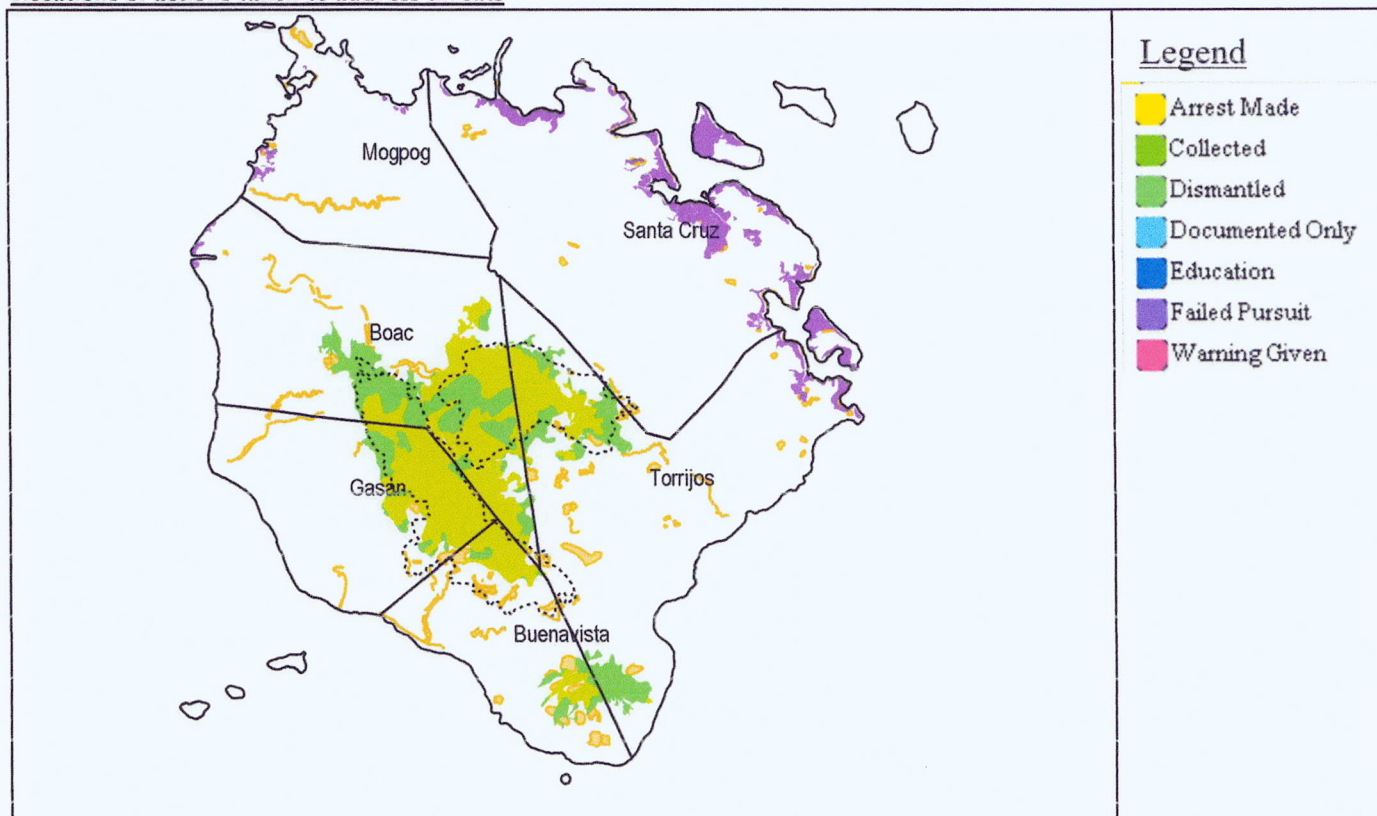 Legend
Arrest Made
Collected
Dismantled
Documented Only
Education
Failed Pursuit
Warning Given
Mogpog
Santa Cruz
Boac
Gasan
Torrijos
Buenavista